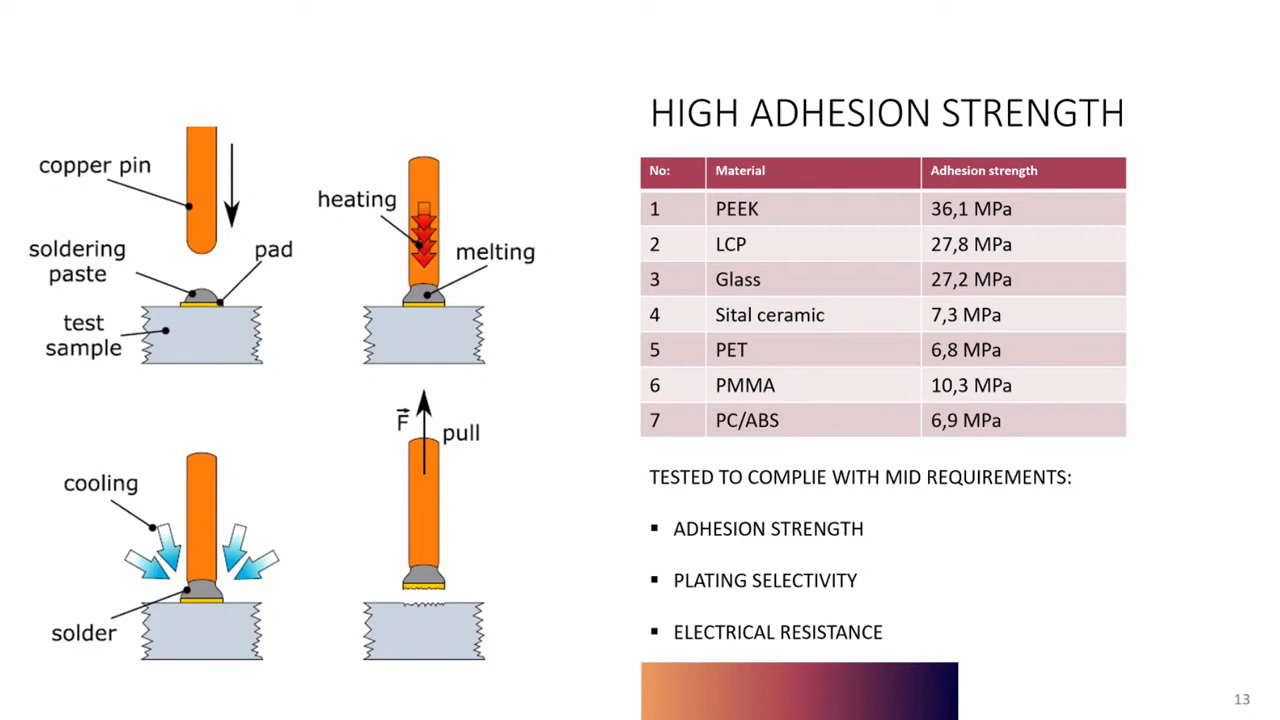 copper pin
soldering
paste
pad
test
sample
heating
melting
cooling
solder
F
pull
HIGH ADHESION STRENGTH
No: Material Adhesion strength
1 PEEK 36,1 MPa
2 LCP 27,8 MPa
3 Glass 27,2 MPa
4 Sital ceramic 7,3 MPa
5 PET 6,8 MPa
6 PMMA 10,3 MPa
7 PC/ABS 6,9 MPa
TESTED TO COMPLIE WITH MID REQUIREMENTS:
▪ ADHESION STRENGTH
▪ PLATING SELECTIVITY
▪ ELECTRICAL RESISTANCE
13